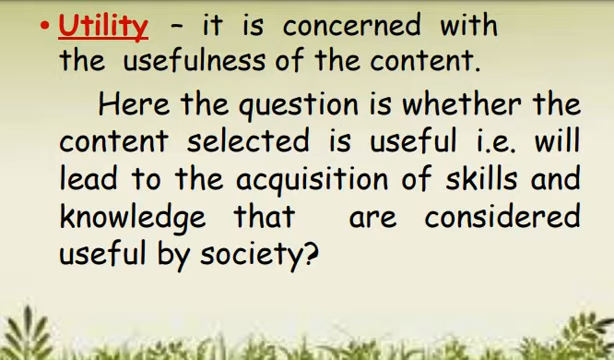 • Utility – it is concerned with
the usefulness of the content.
Here the question is whether the
content selected is useful i.e. will
lead to the acquisition of skills and
knowledge that are considered
useful by society?